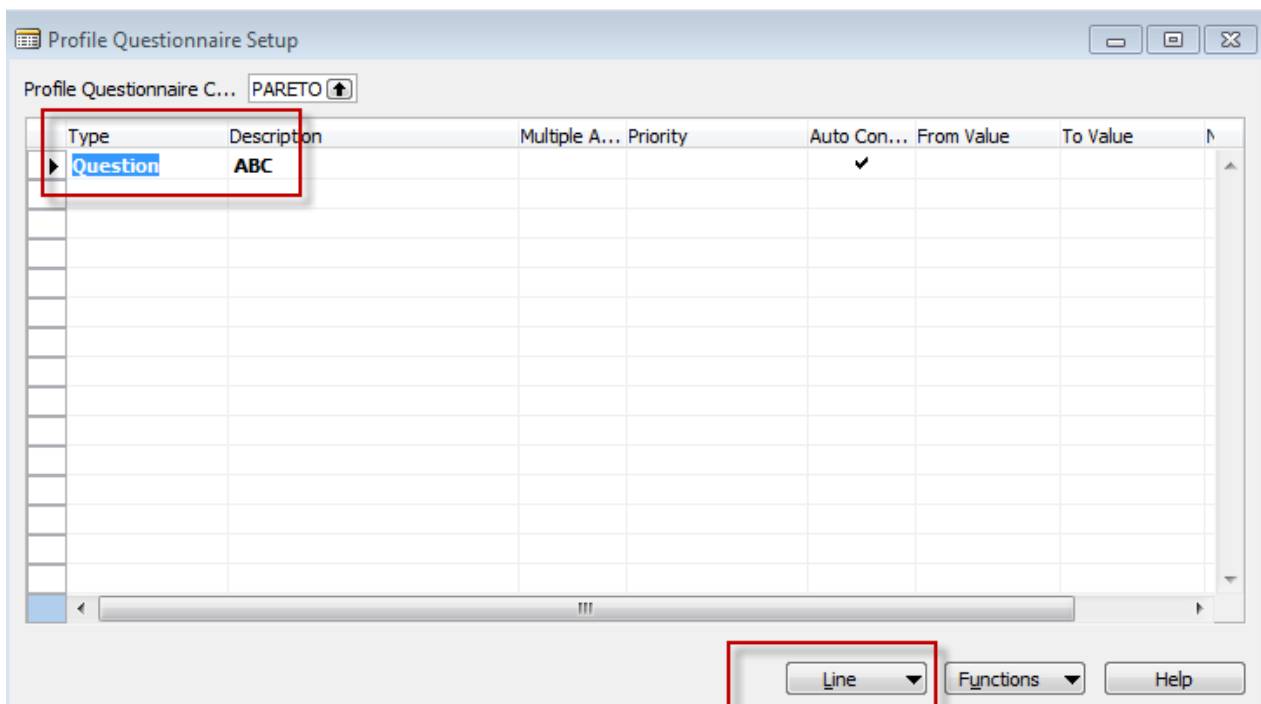 Profile Questionnaire Setup
Profile Questionnaire C... PARETO
Type Description Multiple A... Priority Auto Con... From Value To Value
Question ABC
Line Functions Help